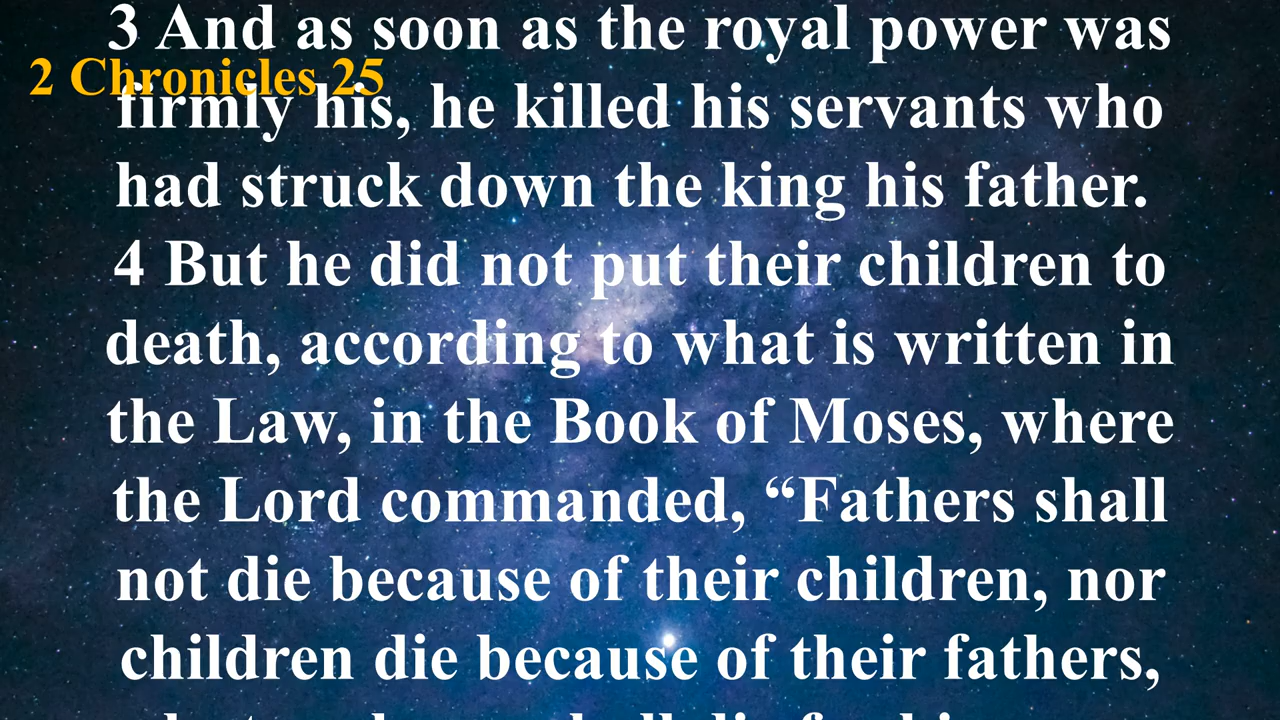 3 And as soon as the royal power was
2 Chronicles 25
firmly his, he killed his servants who
had struck down the king his father.
4 But he did not put their children to
death, according to what is written in
the Law, in the Book of Moses, where
the Lord commanded, “Fathers shall
not die because of their children, nor
children die because of their fathers,